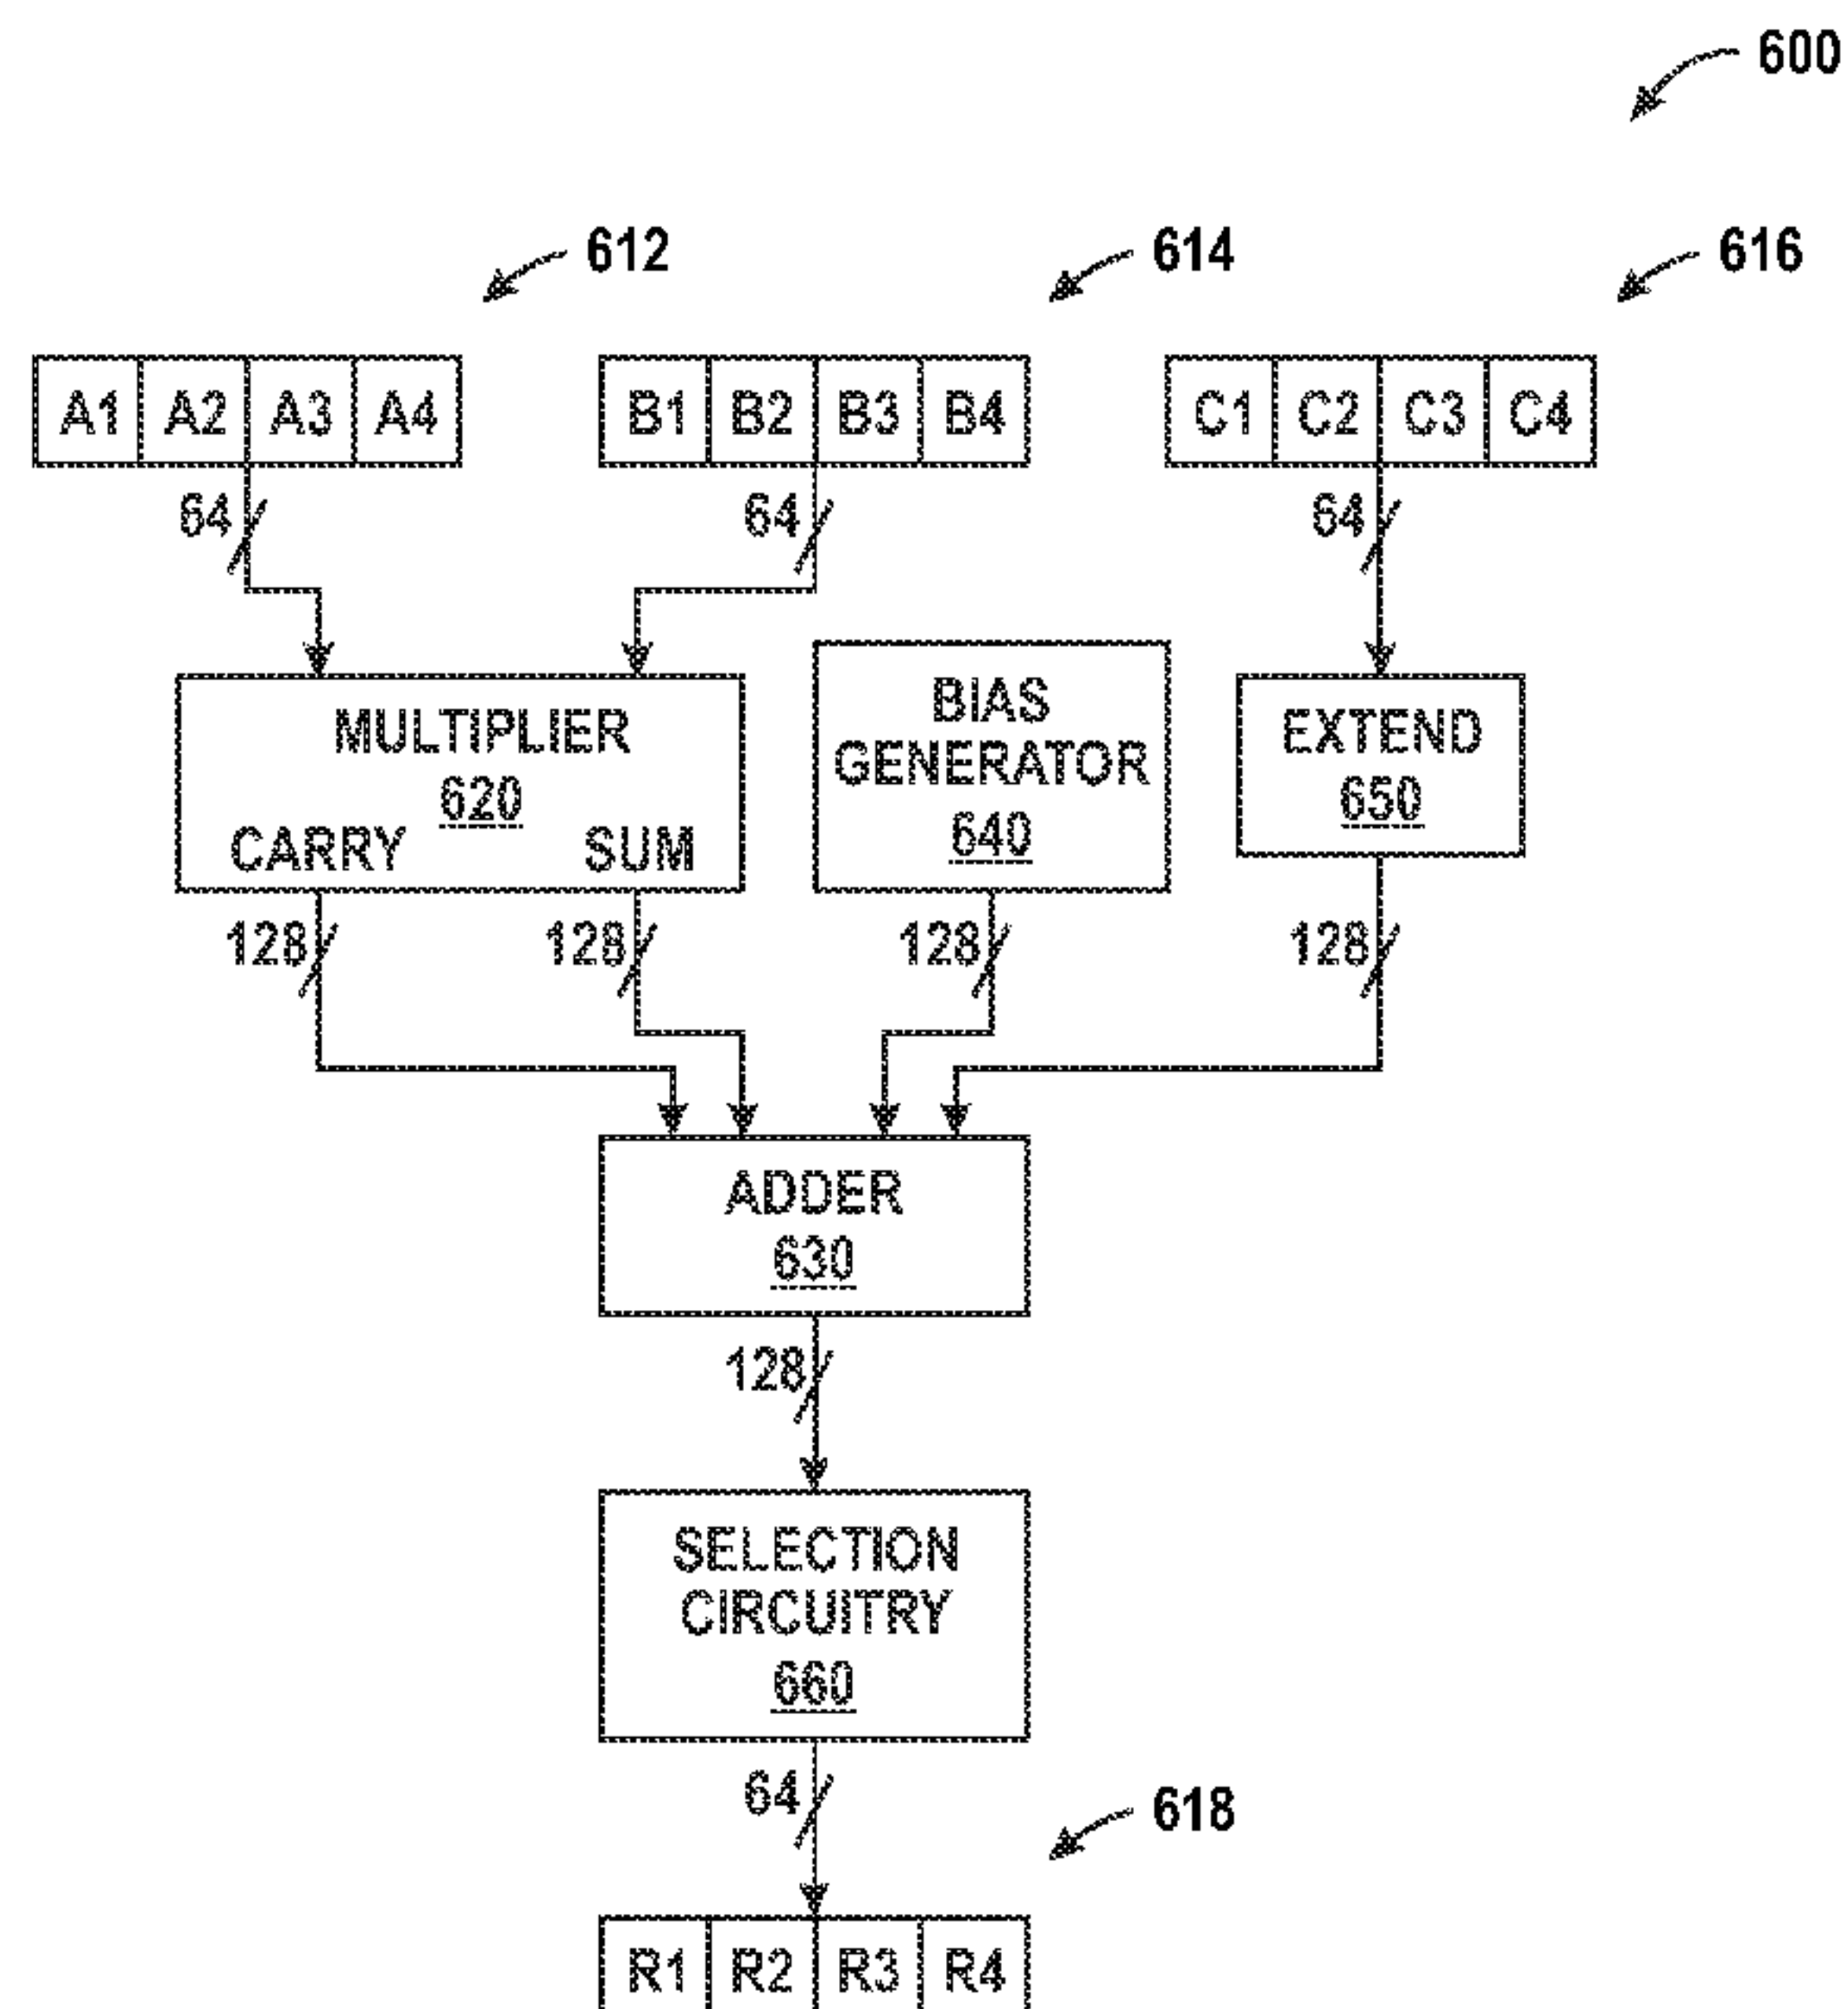 600
612
614
616
A1 A2 A3 A4
B1 B2 B3 B4
C1 C2 C3 C4
64
64
64
MULTIPLIER
620
CARRY SUM
BIAS
GENERATOR
640
EXTEND
650
128
128
128
128
ADDER
630
128
SELECTION
CIRCUITRY
660
64
618
R1 R2 R3 R4